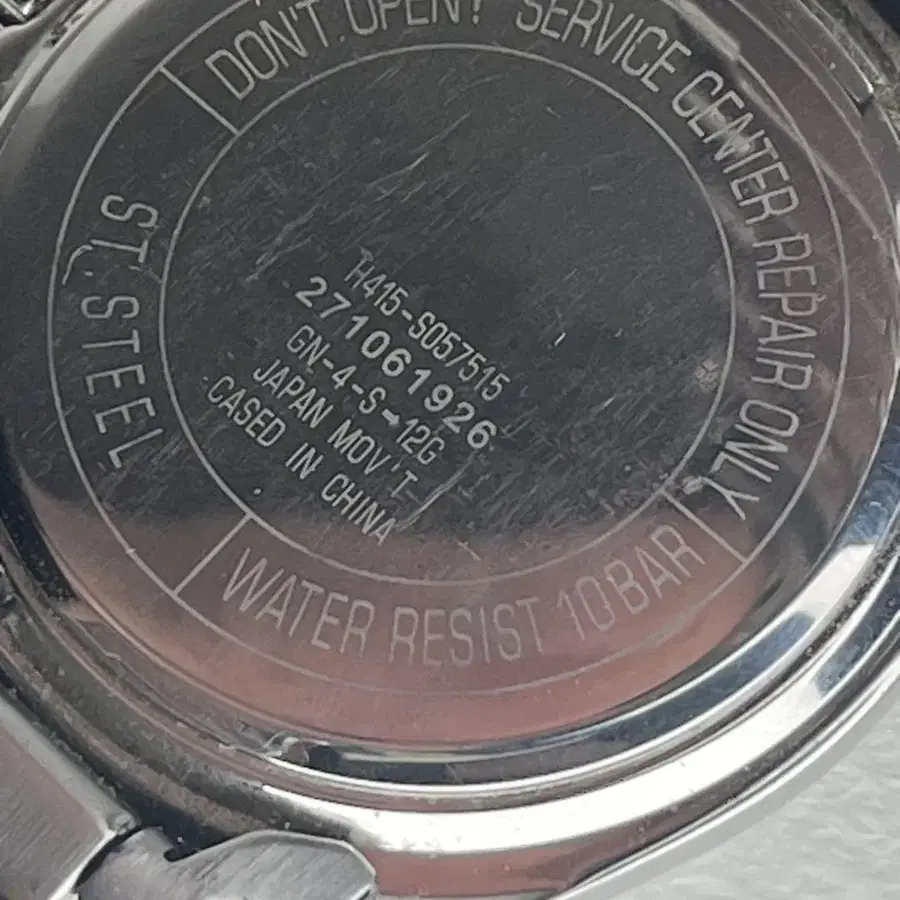 DON'T OPEN! SERVICE CENTER REPAIR ONLY
ST. STEEL
H415-S057515
271061926
GN-4-S→12G
JAPAN MOV'T
CASED IN CHINA
WATER RESIST 10BAR